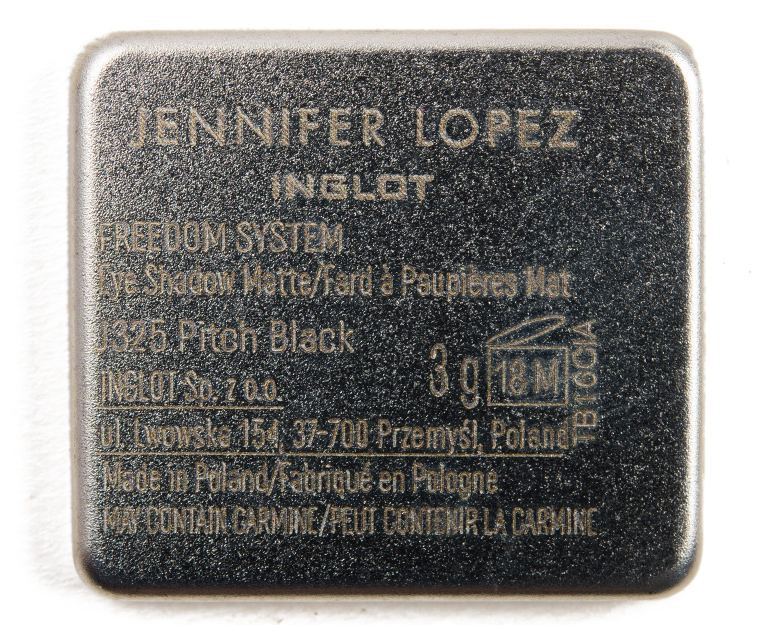 JENNIFER LOPEZ
INGLOT
FREEDOM SYSTEM
Eye Shadow Matte/Fard à Paupières Mat
J325 Pitch Black
3 g
18 M
INGLOT Sp. z o.o.
ul. Lwowska 154, 37-700 Przemyśl, Poland
Made in Poland/Fabriqué en Pologne
MAY CONTAIN CARMINE/PEUT CONTENIR LA CARMINE